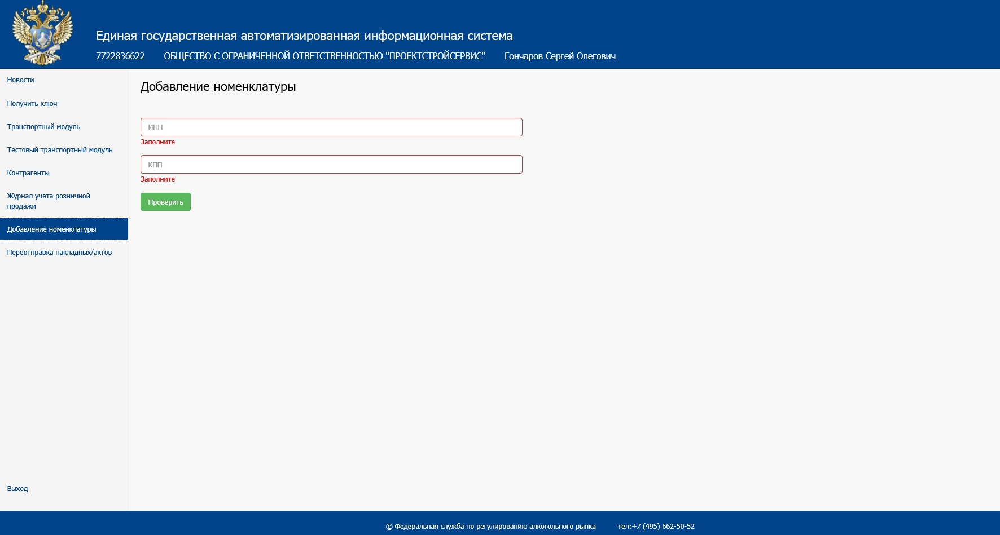 Единая государственная автоматизированная информационная система
7722836622 ОБЩЕСТВО С ОГРАНИЧЕННОЙ ОТВЕТСТВЕННОСТЬЮ "ПРОЕКТСТРОЙСЕРВИС" Гончаров Сергей Олегович
Новости
Получить ключ
Транспортный модуль
Тестовый транспортный модуль
Контрагенты
Журнал учета розничной
продажи
Добавление номенклатуры
Переотправка накладных/актов
Выход
Добавление номенклатуры
ИНН
Заполните
КПП
Заполните
Проверить
© Федеральная служба по регулированию алкогольного рынка тел:+7 (495) 662-50-52